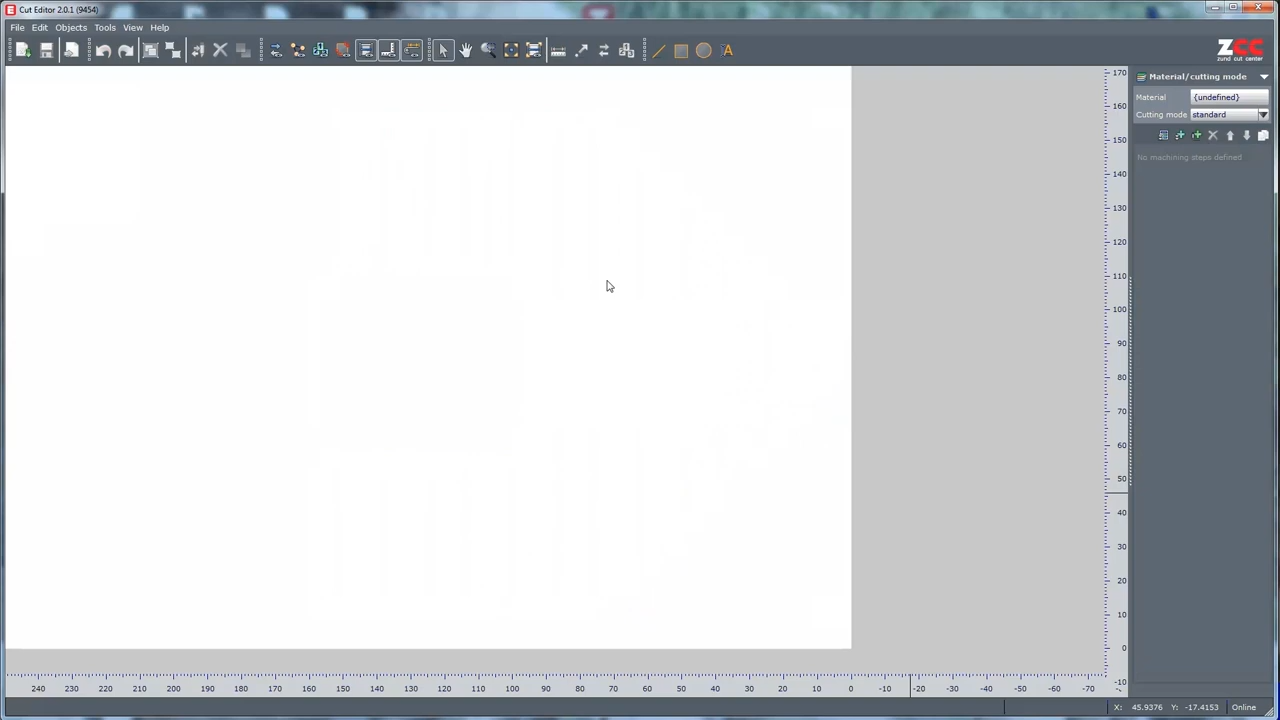 Cut Editor 2.0.1 (9454)
File Edit Objects Tools View Help
A
ZCC
zund cut center
Material/cutting mode
Material {undefined}
Cutting mode standard
No machining steps defined
170
160
150
140
130
120
110
100
90
80
70
60
50
40
30
20
10
0
-10
240 230 220 210 200 190 180 170 160 150 140 130 120 110 100 90 80 70 60 50 40 30 20 10 0 -10 -20 -30 -40 -50 -60 -70
X: 45.9376 Y: -17.4153 Online